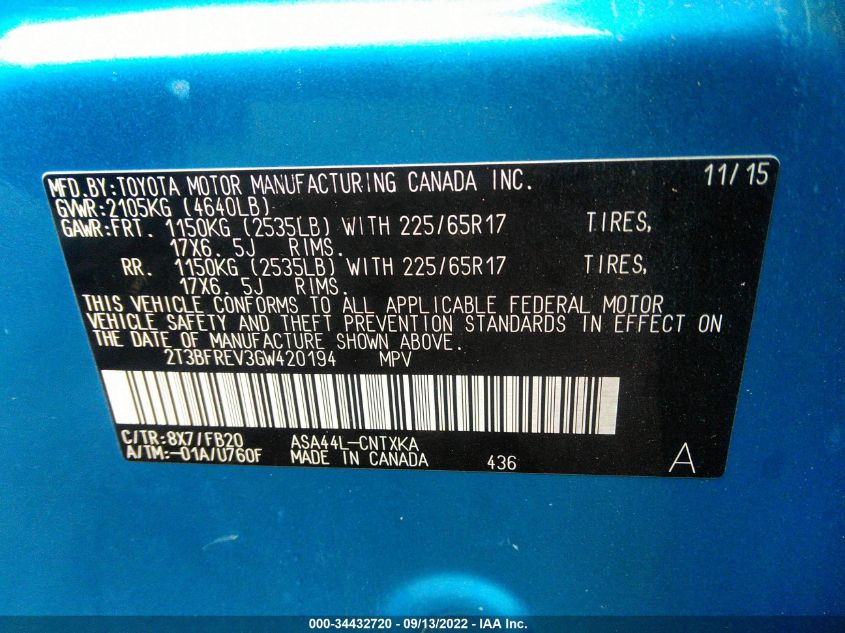 MFD.BY:TOYOTA MOTOR MANUFACTURING CANADA INC. 11/15
GVWR:2105KG (4640LB)
GAWR:FRT. 1150KG (2535LB) WITH 225/65R17 TIRES,
17X6. 5J RIMS.
RR. 1150KG (2535LB) WITH 225/65R17 TIRES,
17X6. 5J RIMS.
THIS VEHICLE CONFORMS TO ALL APPLICABLE FEDERAL MOTOR
VEHICLE SAFETY AND THEFT PREVENTION STANDARDS IN EFFECT ON
THE DATE OF MANUFACTURE SHOWN ABOVE.
2T3BFREV3GW420194 MPV
C/TR:8X7/FB20 ASA44L-CNTXKA
A/TM:-01A/U760F MADE IN CANADA 436 A
000-34432720 - 09/13/2022 - IAA Inc.